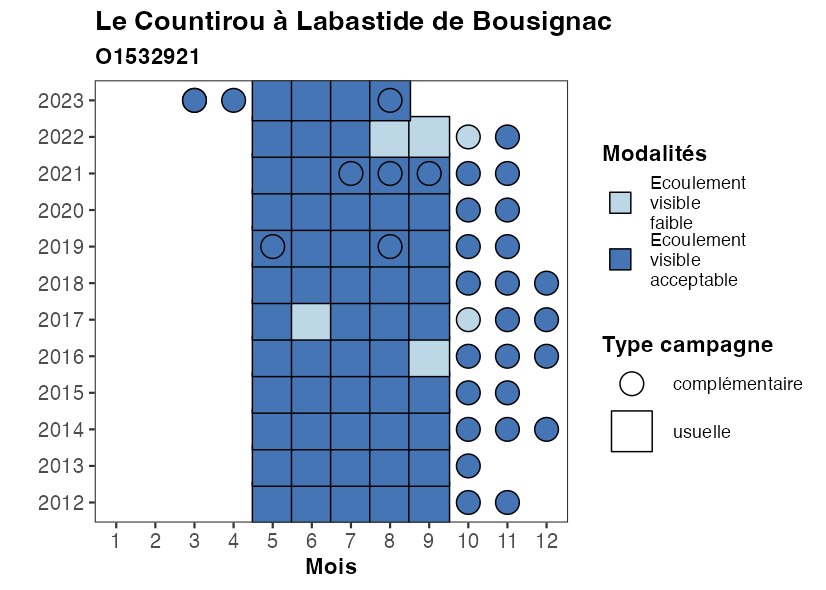 Le Countirou à Labastide de Bousignac
O1532921
2023
2022
2021
2020
2019
2018
2017
2016
2015
2014
2013
2012
1 2 3 4 5 6 7 8 9 10 11 12
Mois
Modalités
Ecoulement
visible
faible
Ecoulement
visible
acceptable
Type campagne
complémentaire
usuelle